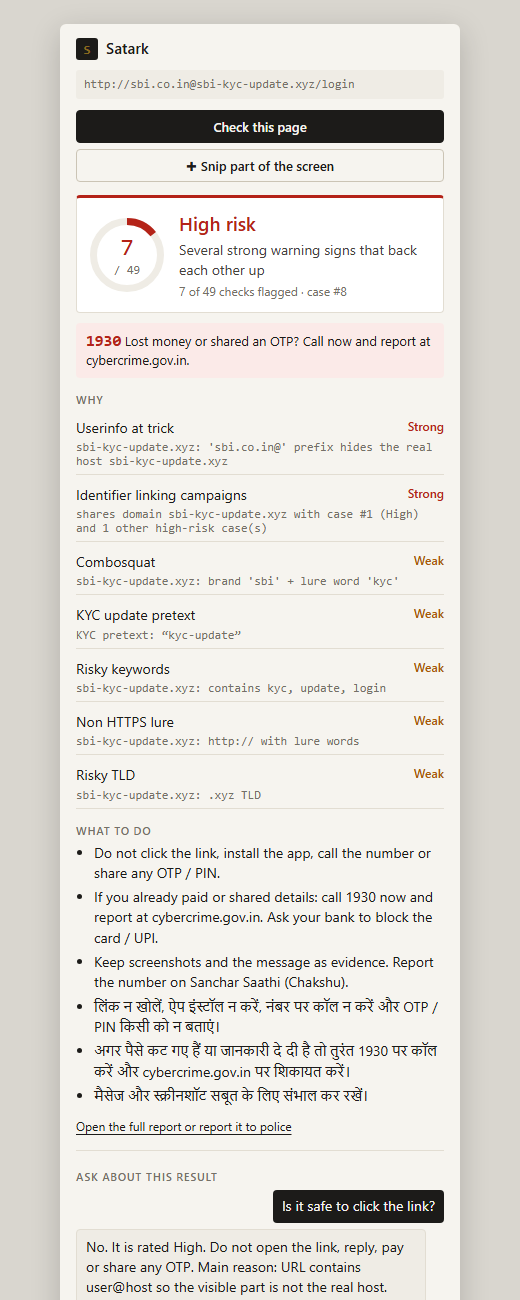 S Satark
http://sbi.co.in@sbi-kyc-update.xyz/login
Check this page
+ Snip part of the screen
7
/ 49
High risk
Several strong warning signs that back
each other up
7 of 49 checks flagged · case #8
1930 Lost money or shared an OTP? Call now and report at
cybercrime.gov.in.
WHY
Userinfo at trick Strong
sbi-kyc-update.xyz: 'sbi.co.in@' prefix hides the real
host sbi-kyc-update.xyz
Identifier linking campaigns Strong
shares domain sbi-kyc-update.xyz with case #1 (High)
and 1 other high-risk case(s)
Combosquat Weak
sbi-kyc-update.xyz: brand 'sbi' + lure word 'kyc'
KYC update pretext Weak
KYC pretext: “kyc-update”
Risky keywords Weak
sbi-kyc-update.xyz: contains kyc, update, login
Non HTTPS lure Weak
sbi-kyc-update.xyz: http:// with lure words
Risky TLD Weak
sbi-kyc-update.xyz: .xyz TLD
WHAT TO DO
• Do not click the link, install the app, call the number or
share any OTP / PIN.
• If you already paid or shared details: call 1930 now and
report at cybercrime.gov.in. Ask your bank to block the
card / UPI.
• Keep screenshots and the message as evidence. Report
the number on Sanchar Saathi (Chakshu).
• लिंक न खोलें, ऐप इंस्टॉल न करें, नंबर पर कॉल न करें और OTP /
PIN किसी को न बताएं।
• अगर पैसे कट गए हैं या जानकारी दे दी है तो तुरंत 1930 पर कॉल
करें और cybercrime.gov.in पर शिकायत करें।
• मैसेज और स्क्रीनशॉट सबूत के लिए संभाल कर रखें।
Open the full report or report it to police
ASK ABOUT THIS RESULT
Is it safe to click the link?
No. It is rated High. Do not open the link, reply, pay
or share any OTP. Main reason: URL contains
user@host so the visible part is not the real host.